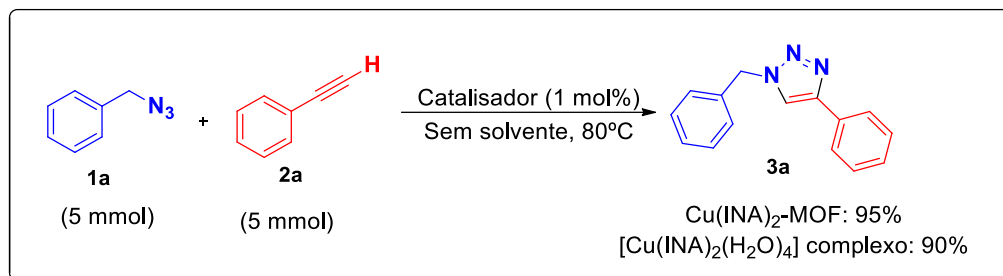 N₃
1a
(5 mmol)
+
H
2a
(5 mmol)
Catalisador (1 mol%)
Sem solvente, 80ºC
N
N
N
3a
Cu(INA)₂-MOF: 95%
[Cu(INA)₂(H₂O)₄] complexo: 90%